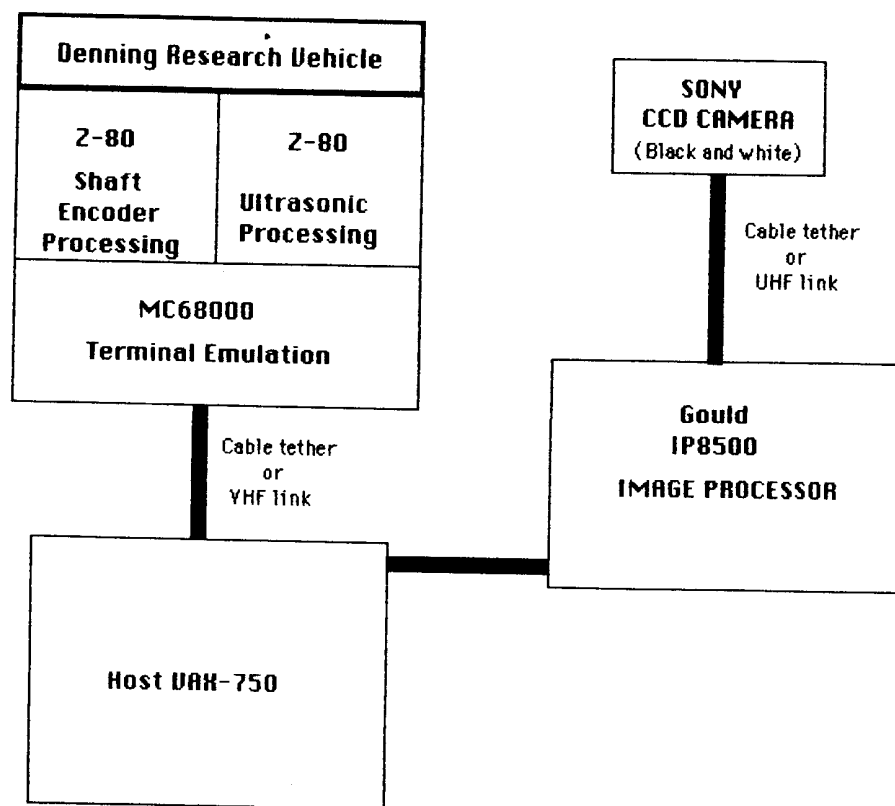 Denning Research Vehicle
Z-80
Shaft
Encoder
Processing
Z-80
Ultrasonic
Processing
MC68000
Terminal Emulation
Cable tether
or
VHF link
Host VAX-750
SONY
CCD CAMERA
(Black and white)
Cable tether
or
UHF link
Gould
IP8500
IMAGE PROCESSOR